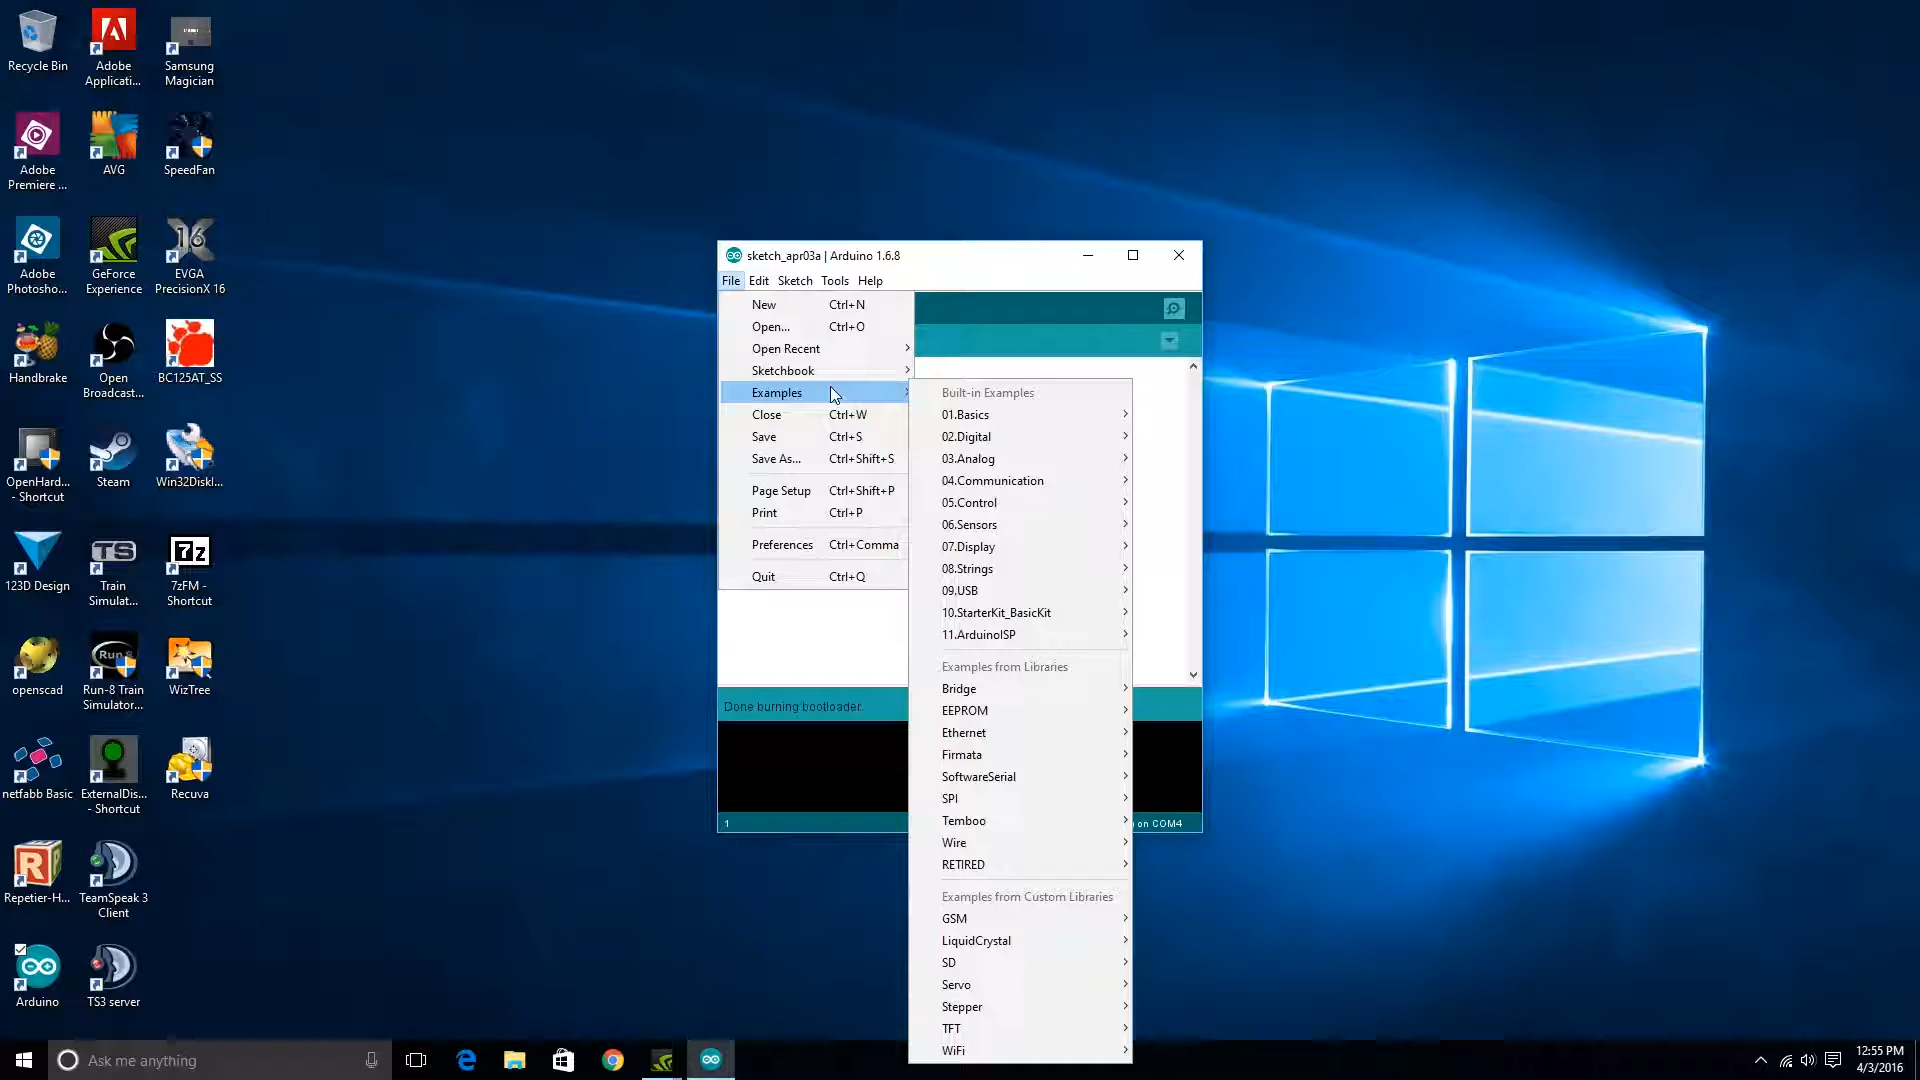 Recycle Bin
Adobe
Applicati...
Samsung
Magician
Adobe
Premiere ...
AVG
SpeedFan
Adobe
Photosho...
GeForce
Experience
EVGA
PrecisionX 16
Handbrake
Open
Broadcast...
BC125AT_SS
OpenHard...
- Shortcut
Steam
Win32DiskI...
123D Design
Train
Simulat...
7zFM -
Shortcut
openscad
Run-8 Train
Simulator...
WizTree
netfabb Basic
ExternalDis...
- Shortcut
Recuva
Repetier-H...
TeamSpeak 3
Client
Arduino
TS3 server
sketch_apr03a | Arduino 1.6.8
File Edit Sketch Tools Help
New Ctrl+N
Open... Ctrl+O
Open Recent
Sketchbook
Examples
Close Ctrl+W
Save Ctrl+S
Save As... Ctrl+Shift+S
Page Setup Ctrl+Shift+P
Print Ctrl+P
Preferences Ctrl+Comma
Quit Ctrl+Q
Built-in Examples
01.Basics
02.Digital
03.Analog
04.Communication
05.Control
06.Sensors
07.Display
08.Strings
09.USB
10.StarterKit_BasicKit
11.ArduinoISP
Examples from Libraries
Bridge
EEPROM
Ethernet
Firmata
SoftwareSerial
SPI
Temboo
Wire
RETIRED
Examples from Custom Libraries
GSM
LiquidCrystal
SD
Servo
Stepper
TFT
WiFi
Done burning bootloader.
1
on COM4
Ask me anything
12:55 PM
4/3/2016